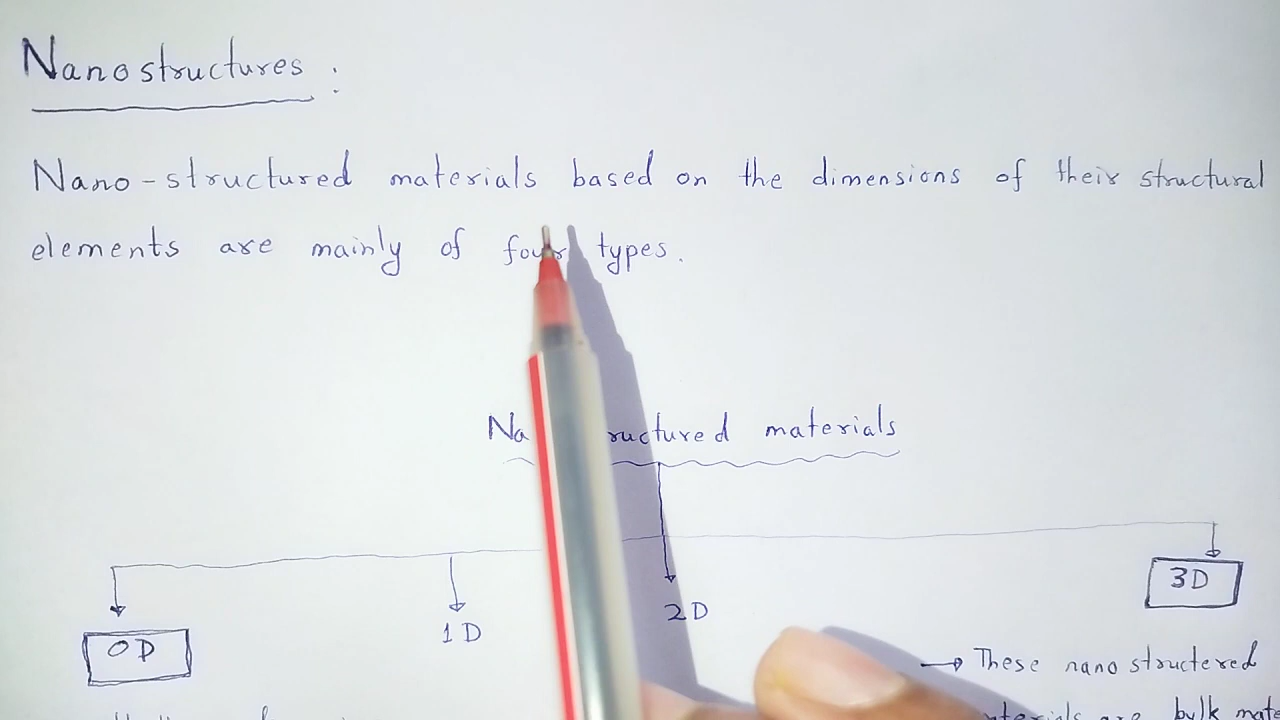 Nanostructures :
Nano-structured materials based on the dimensions of their structural
elements are mainly of four types.
materials
0D 1D 2D 3D
→ These nano structered
bulk